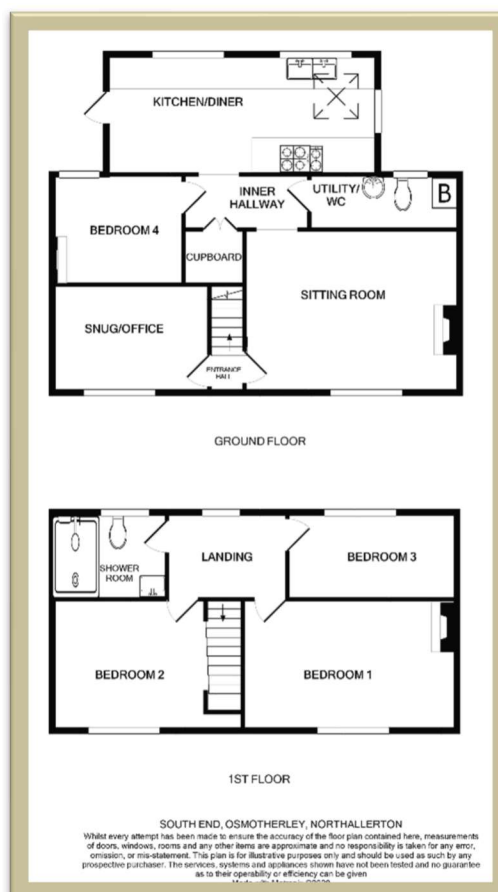 KITCHEN/DINER
INNER
HALLWAY
UTILITY/
WC
B
BEDROOM 4
CUPBOARD
SITTING ROOM
SNUG/OFFICE
ENTRANCE
HALL
GROUND FLOOR
SHOWER
ROOM
LANDING
BEDROOM 3
BEDROOM 2
BEDROOM 1
1ST FLOOR
SOUTH END, OSMOTHERLEY, NORTHALLERTON
Whilst every attempt has been made to ensure the accuracy of the floor plan contained here, measurements
of doors, windows, rooms and any other items are approximate and no responsibility is taken for any error,
omission, or mis-statement. This plan is for illustrative purposes only and should be used as such by any
prospective purchaser. The services, systems and appliances shown have not been tested and no guarantee
as to their operability or efficiency can be given
Made with Metropix